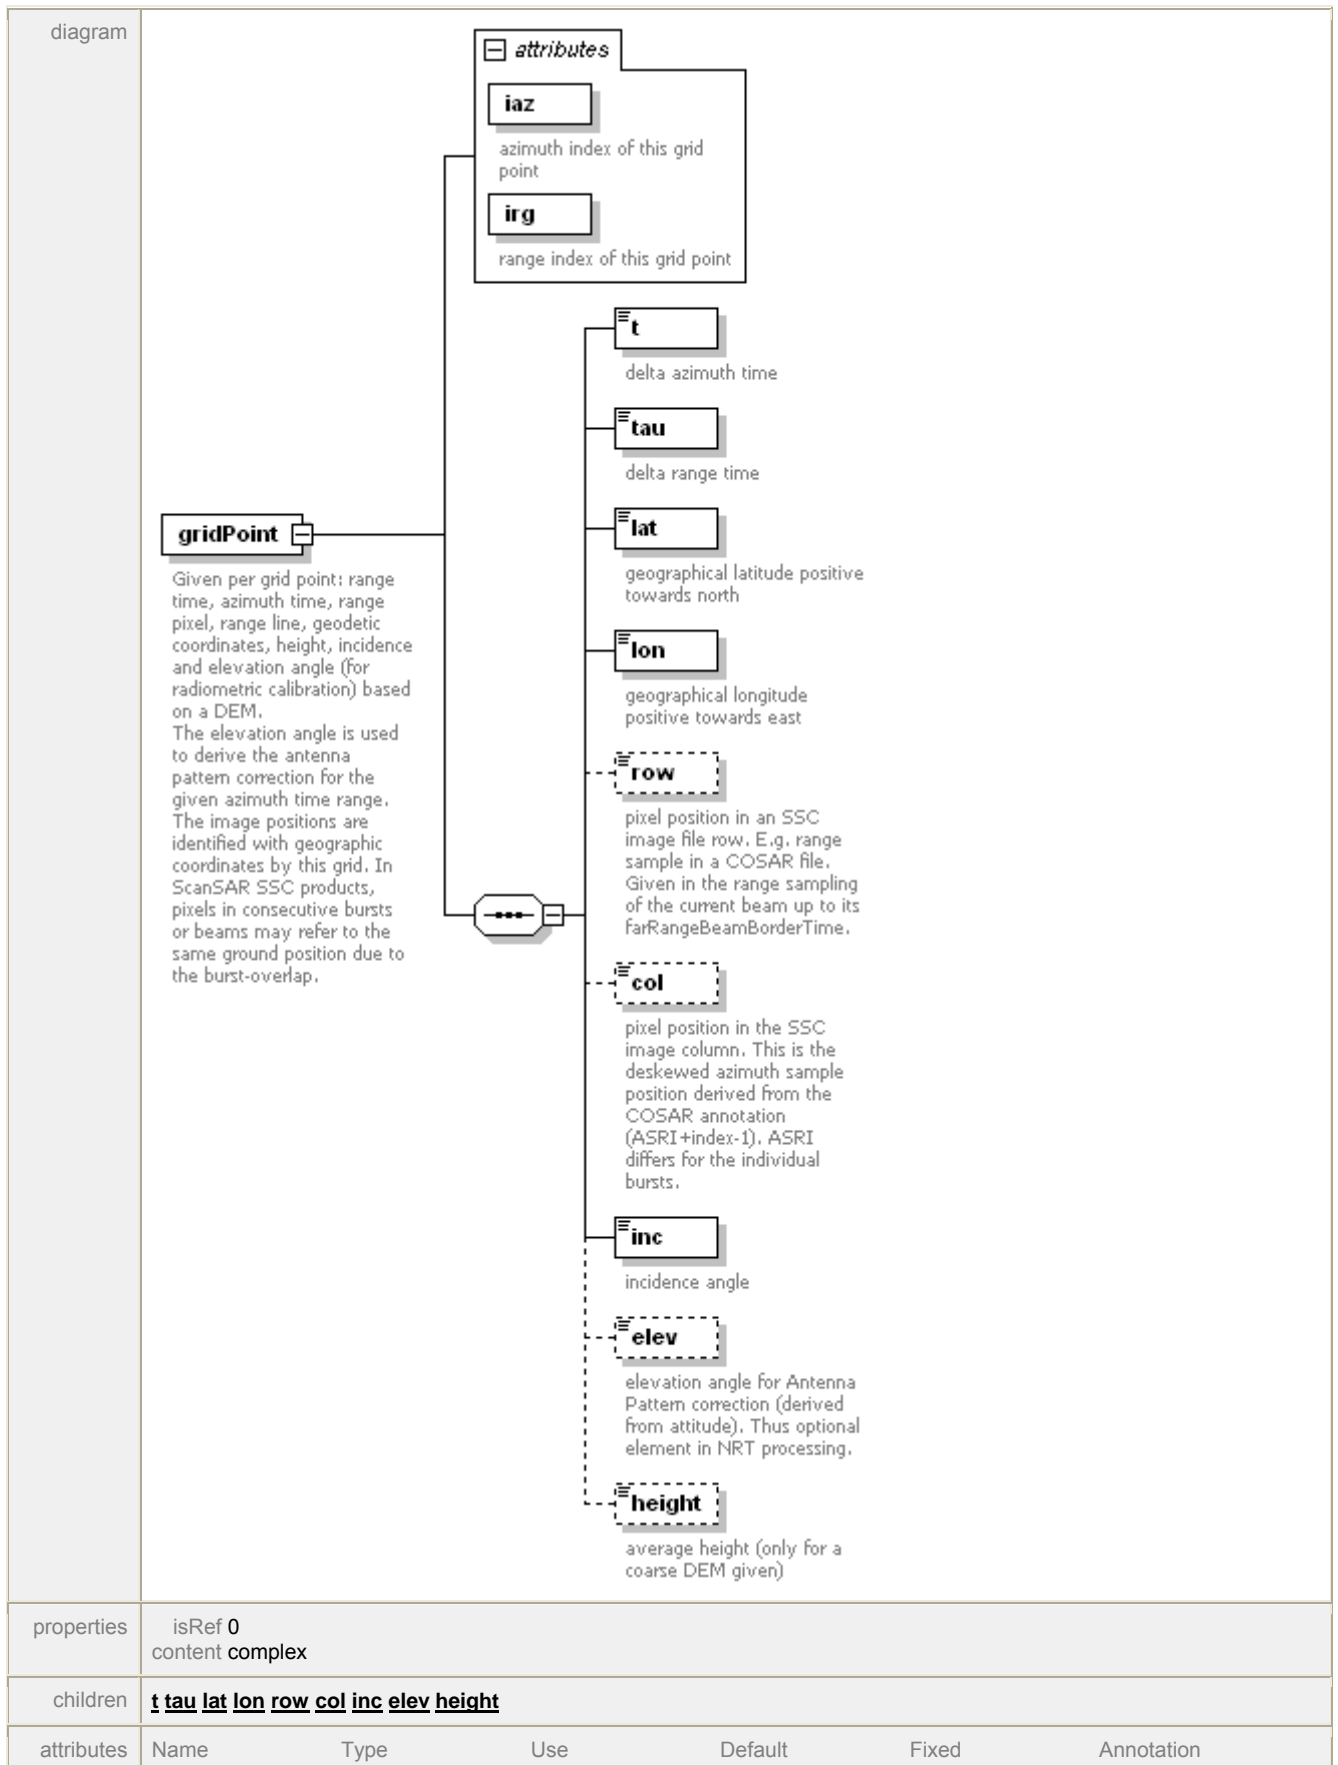 diagram
attributes
iaz
azimuth index of this grid
point
irg
range index of this grid point
t
delta azimuth time
tau
delta range time
lat
geographical latitude positive
towards north
gridPoint
Given per grid point: range
time, azimuth time, range
pixel, range line, geodetic
coordinates, height, incidence
and elevation angle (for
radiometric calibration) based
on a DEM.
The elevation angle is used
to derive the antenna
pattern correction for the
given azimuth time range.
The image positions are
identified with geographic
coordinates by this grid. In
ScanSAR SSC products,
pixels in consecutive bursts
or beams may refer to the
same ground position due to
the burst-overlap.
lon
geographical longitude
positive towards east
row
pixel position in an SSC
image file row. E.g. range
sample in a COSAR file.
Given in the range sampling
of the current beam up to its
farRangeBeamBorderTime.
col
pixel position in the SSC
image column. This is the
deskewed azimuth sample
position derived from the
COSAR annotation
(ASRI+index-1). ASRI
differs for the individual
bursts.
inc
incidence angle
elev
elevation angle for Antenna
Pattern correction (derived
from attitude). Thus optional
element in NRT processing.
height
average height (only for a
coarse DEM given)
properties
isRef 0
content complex
children
t tau lat lon row col inc elev height
attributes
Name Type Use Default Fixed Annotation